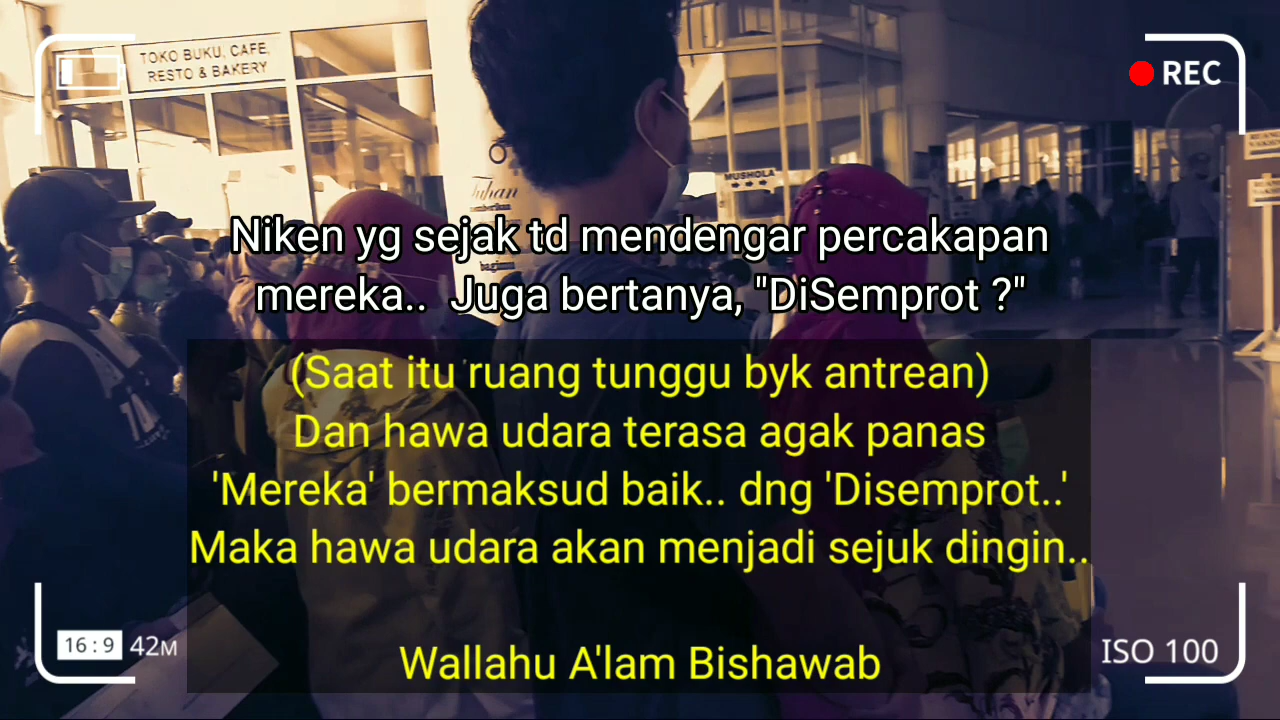 TOKO BUKU, CAFE,
RESTO & BAKERY
REC
MUSHOLA
Tuhan
Niken yg sejak td mendengar percakapan
mereka.. Juga bertanya, "DiSemprot ?"
(Saat itu ruang tunggu byk antrean)
Dan hawa udara terasa agak panas
'Mereka' bermaksud baik.. dng 'Disemprot..'
Maka hawa udara akan menjadi sejuk dingin..
Wallahu A'lam Bishawab
16:9 42M
ISO 100